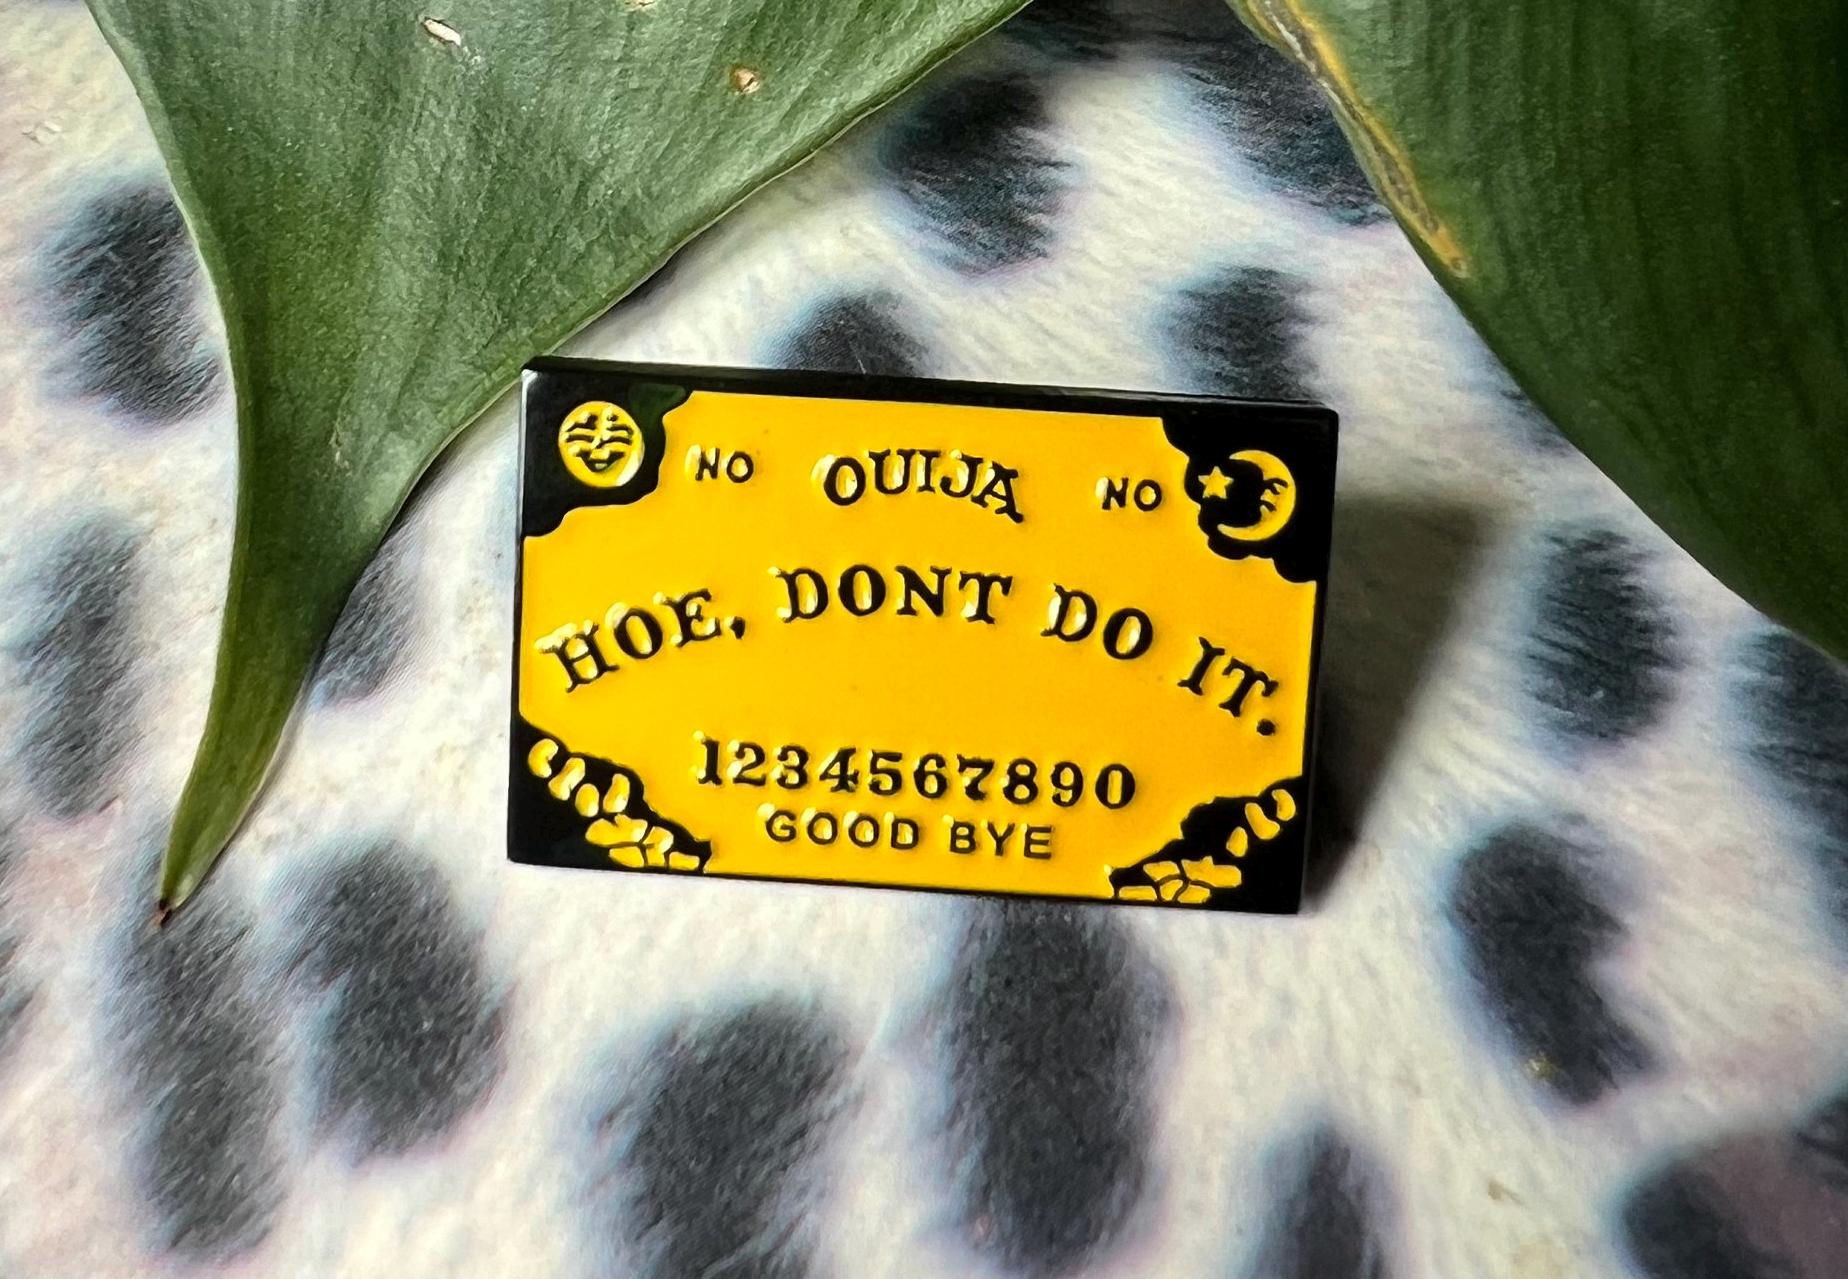 NO OUIJA NO
HOE, DONT DO IT.
1234567890
GOOD BYE